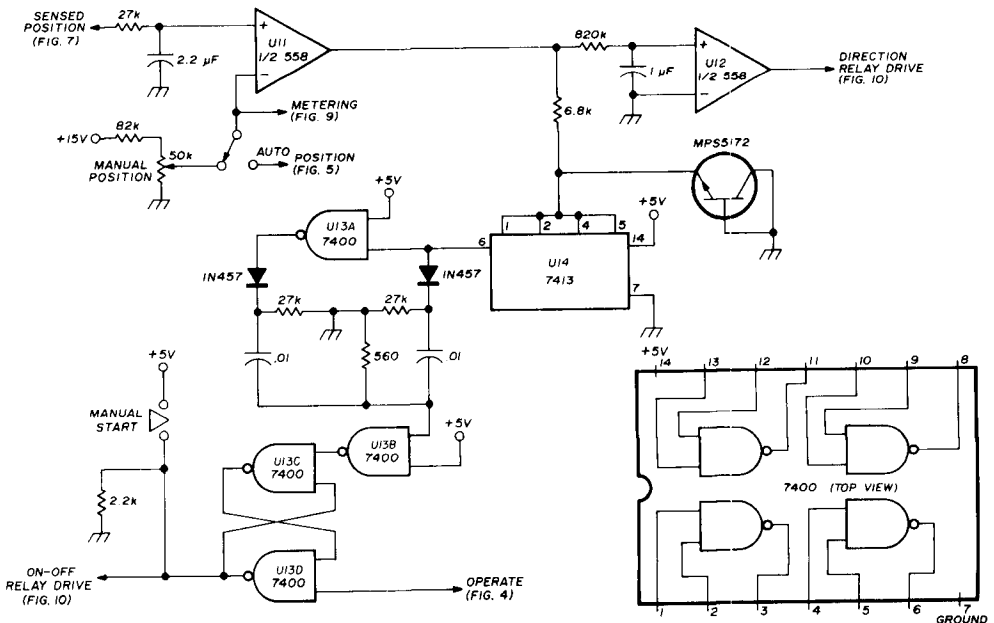 SENSED
POSITION
(FIG. 7)
27k
2.2 µF
+
U11
1/2 558
−
820k
1 µF
+
U12
1/2 558
−
DIRECTION
RELAY DRIVE
(FIG. 10)
METERING
(FIG. 9)
6.8k
82k
+15V
50k
MANUAL
POSITION
AUTO
POSITION
(FIG. 5)
MPS5172
+5V
U13A
7400
1N457
1N457
6
1
2
4
5
14
7
U14
7413
+5V
27k
27k
.01
560
.01
+5V
MANUAL
START
2.2k
U13C
7400
U13B
7400
+5V
U13D
7400
ON-OFF
RELAY DRIVE
(FIG. 10)
OPERATE
(FIG. 4)
+5V
14
13
12
11
10
9
8
7400 (TOP VIEW)
1
2
3
4
5
6
7
GROUND